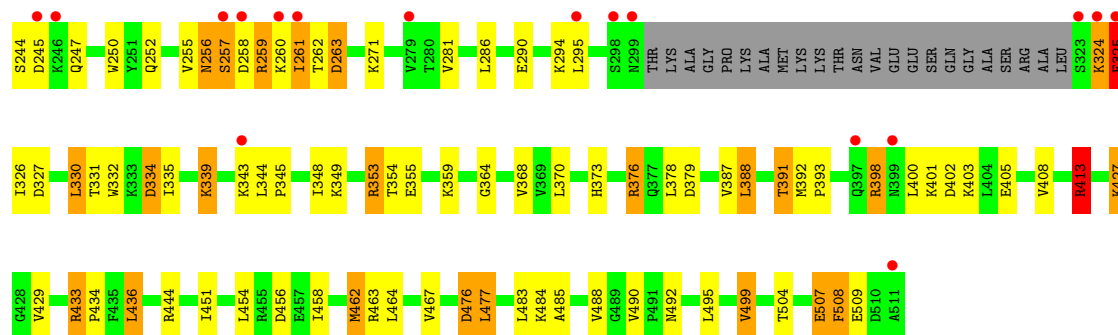 S244 D245 K246 Q247 W250 Y251 Q252 V255 N256 S257 D258 R259 K260 I261 T262 D263 K271 V279 T280 V281 L286 E290 K294 L295 S298 N299 THR LYS ALA GLY PRO LYS ALA MET LYS LYS THR ASN VAL GLU GLU SER GLN GLY ALA SER ARG ALA LEU S323 K324
I326 D327 L330 T331 W332 K333 D334 I335 K339 K343 L344 P345 I348 K349 R353 T354 E355 K359 G364 V368 V369 L370 H373 R376 Q377 L378 D379 V387 L388 T391 M392 P393 Q397 R398 N399 L400 K401 D402 K403 L404 E405 V408 R413
G428 V429 R433 P434 F435 L436 R444 I451 L454 R455 D456 E457 I458 M462 R463 L464 V467 D476 L477 L483 K484 A485 V488 G489 V490 P491 N492 L495 V499 T504 E507 F508 E509 D510 A511